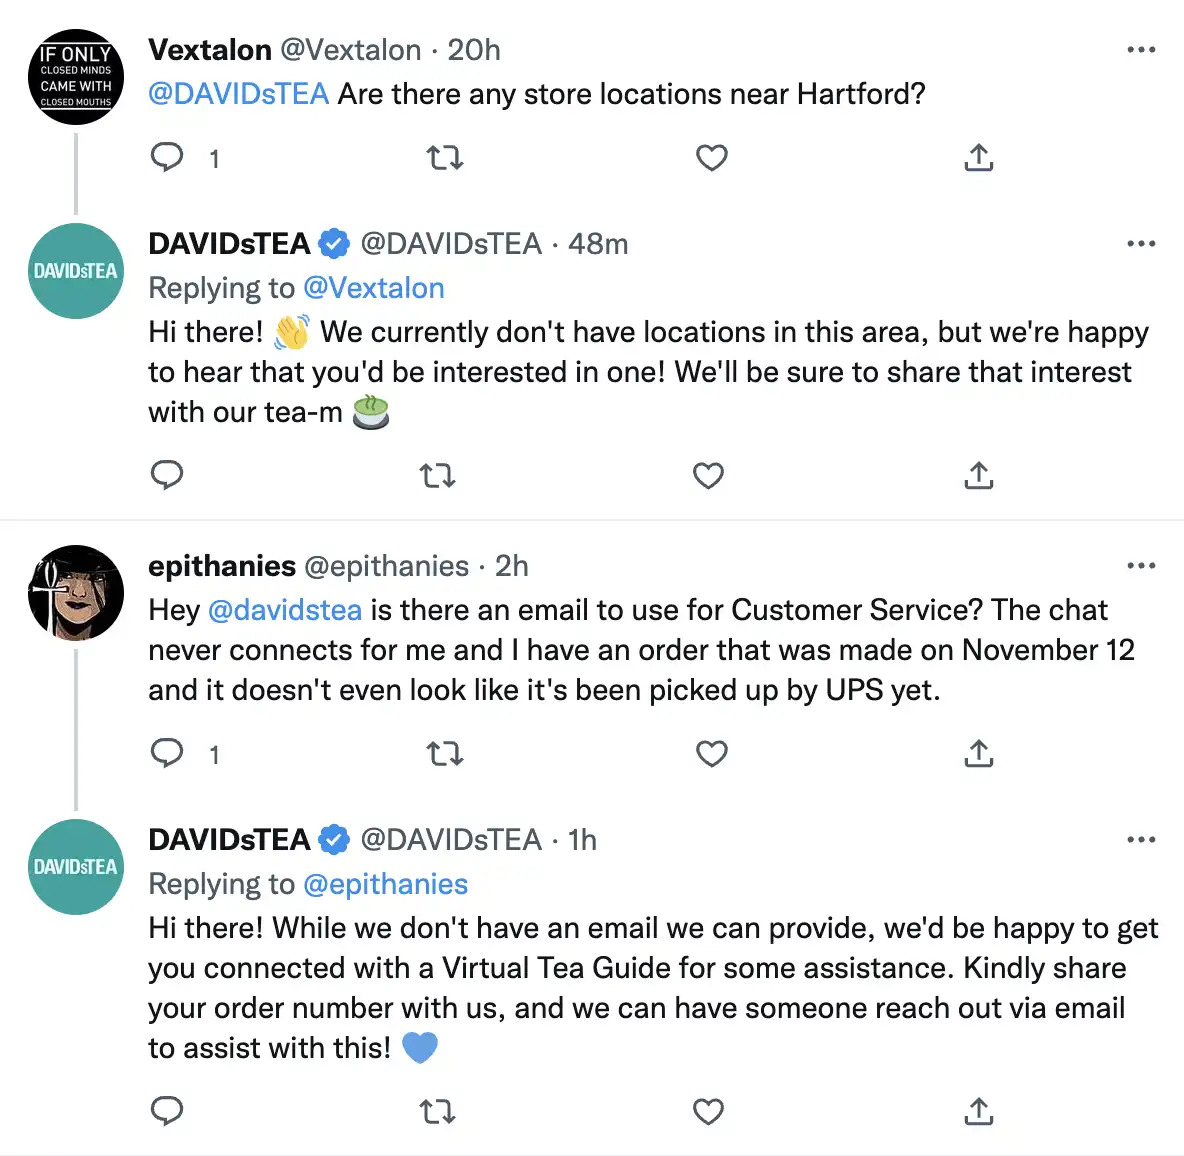 IF ONLY
CLOSED MINDS
CAME WITH
CLOSED MOUTHS
Vextalon @Vextalon · 20h
@DAVIDsTEA Are there any store locations near Hartford?
1
DAVIDsTEA
DAVIDsTEA @DAVIDsTEA · 48m
Replying to @Vextalon
Hi there! 👋 We currently don't have locations in this area, but we're happy
to hear that you'd be interested in one! We'll be sure to share that interest
with our tea-m 🍵
epithanies @epithanies · 2h
Hey @davidstea is there an email to use for Customer Service? The chat
never connects for me and I have an order that was made on November 12
and it doesn't even look like it's been picked up by UPS yet.
1
DAVIDsTEA
DAVIDsTEA @DAVIDsTEA · 1h
Replying to @epithanies
Hi there! While we don't have an email we can provide, we'd be happy to get
you connected with a Virtual Tea Guide for some assistance. Kindly share
your order number with us, and we can have someone reach out via email
to assist with this! 💙